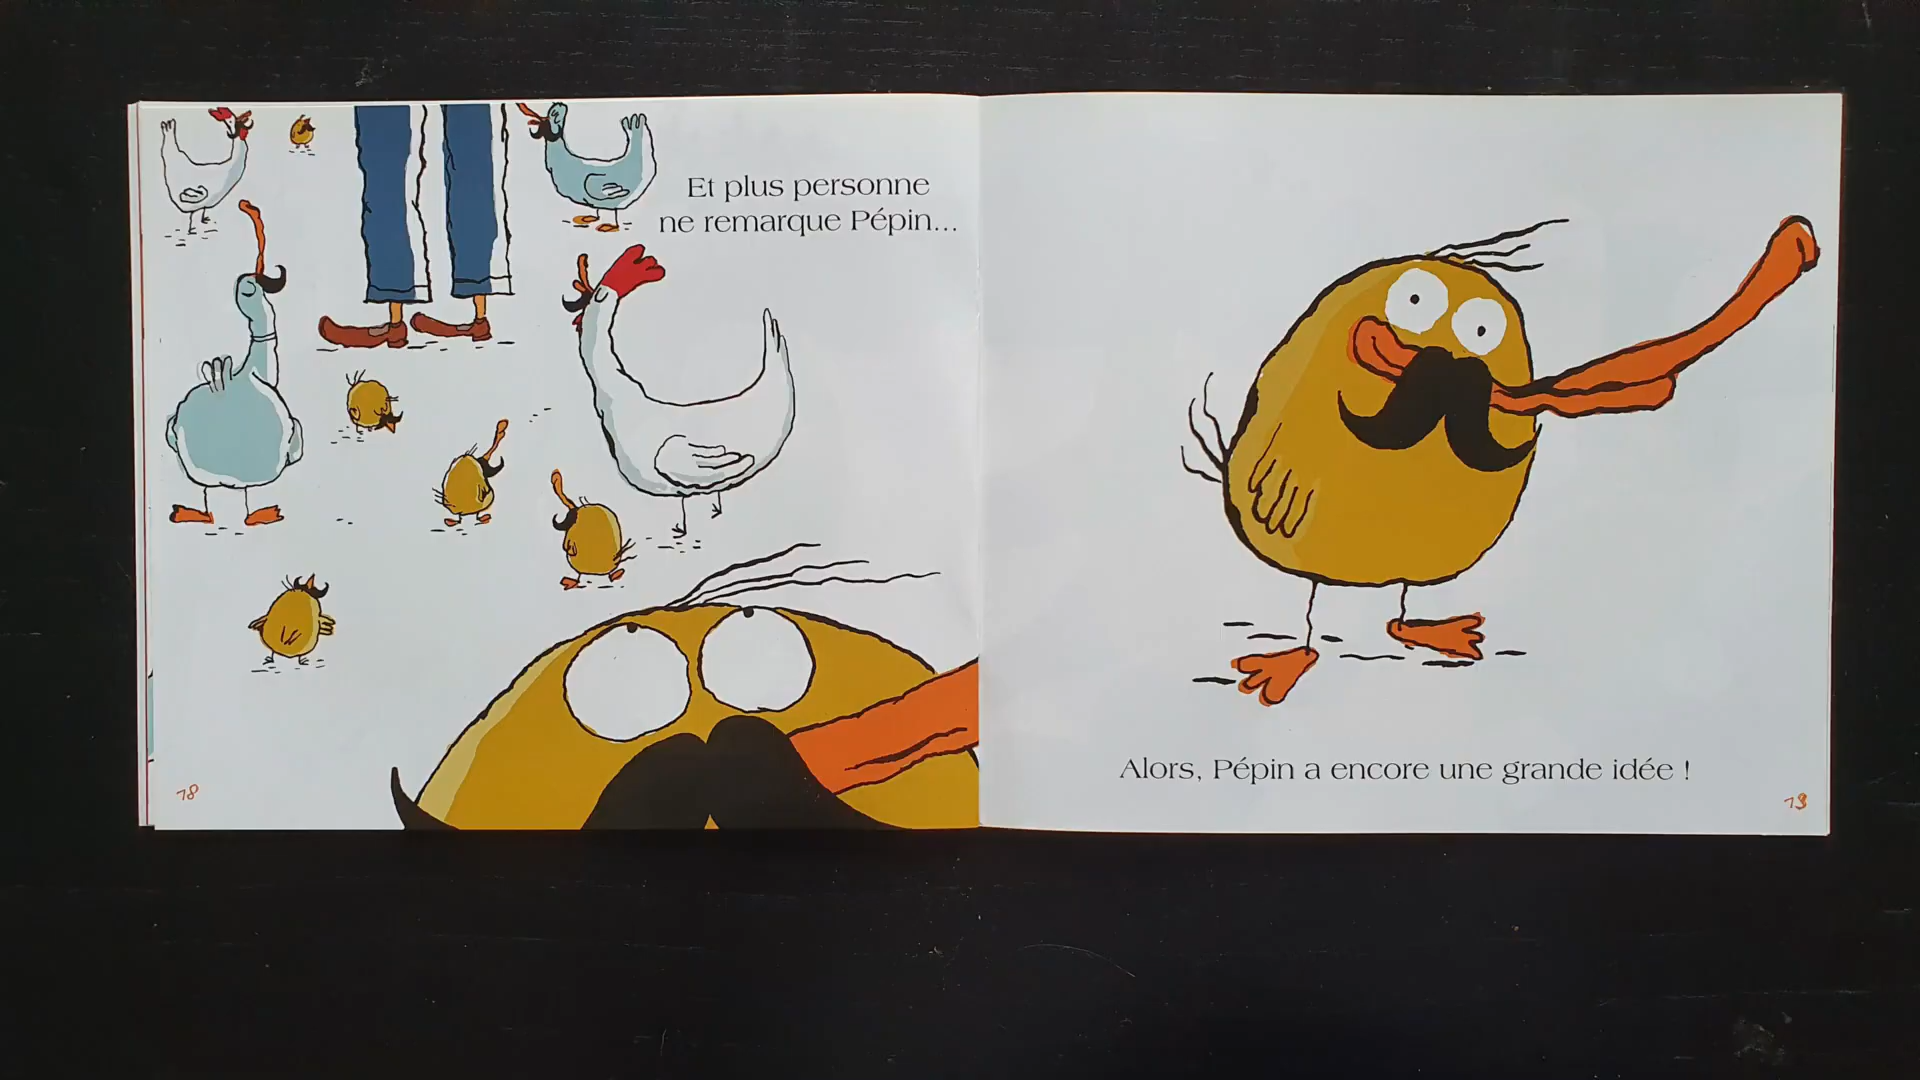 Et plus personne
ne remarque Pépin...
18
Alors, Pépin a encore une grande idée !
19